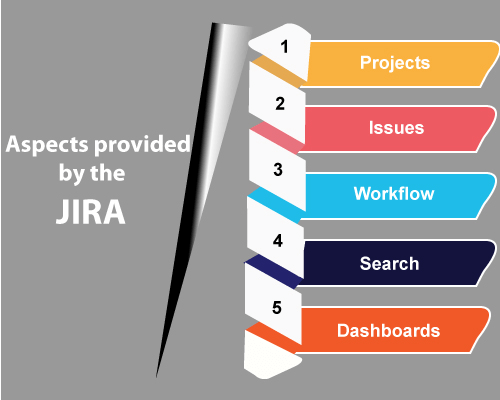 Aspects provided
by the
JIRA
1
Projects
2
Issues
3
Workflow
4
Search
5
Dashboards